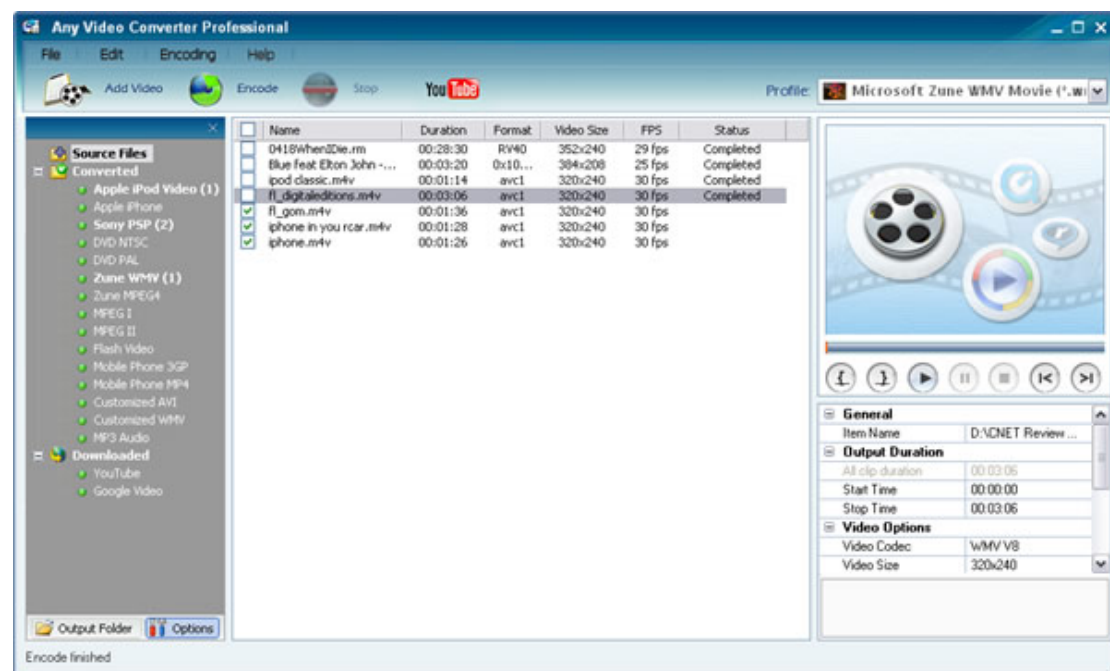 Any Video Converter Professional
File Edit Encoding Help
Add Video Encode Stop YouTube Profile: Microsoft Zune WMV Movie (*.w
Name Duration Format Video Size FPS Status
0418WhenIDie.rm 00:28:30 RV40 352x240 29 fps Completed
Blue feat Elton John -... 00:03:20 0x10... 384x208 25 fps Completed
ipod classic.m4v 00:01:14 avc1 320x240 30 fps Completed
fl_digitaleditions.m4v 00:03:06 avc1 320x240 30 fps Completed
fl_gom.m4v 00:01:36 avc1 320x240 30 fps
iphone in you rcar.m4v 00:01:28 avc1 320x240 30 fps
iphone.m4v 00:01:26 avc1 320x240 30 fps
Source Files
Converted
Apple iPod Video (1)
Apple iPhone
Sony PSP (2)
DVD NTSC
DVD PAL
Zune WMV (1)
Zune MPEG4
MPEG I
MPEG II
Flash Video
Mobile Phone 3GP
Mobile Phone MP4
Customized AVI
Customized WMV
MP3 Audio
Downloaded
YouTube
Google Video
General
Item Name D:\CNET Review ...
Output Duration
All clip duration 00:03:06
Start Time 00:00:00
Stop Time 00:03:06
Video Options
Video Codec WMV V8
Video Size 320x240
Output Folder Options
Encode finished